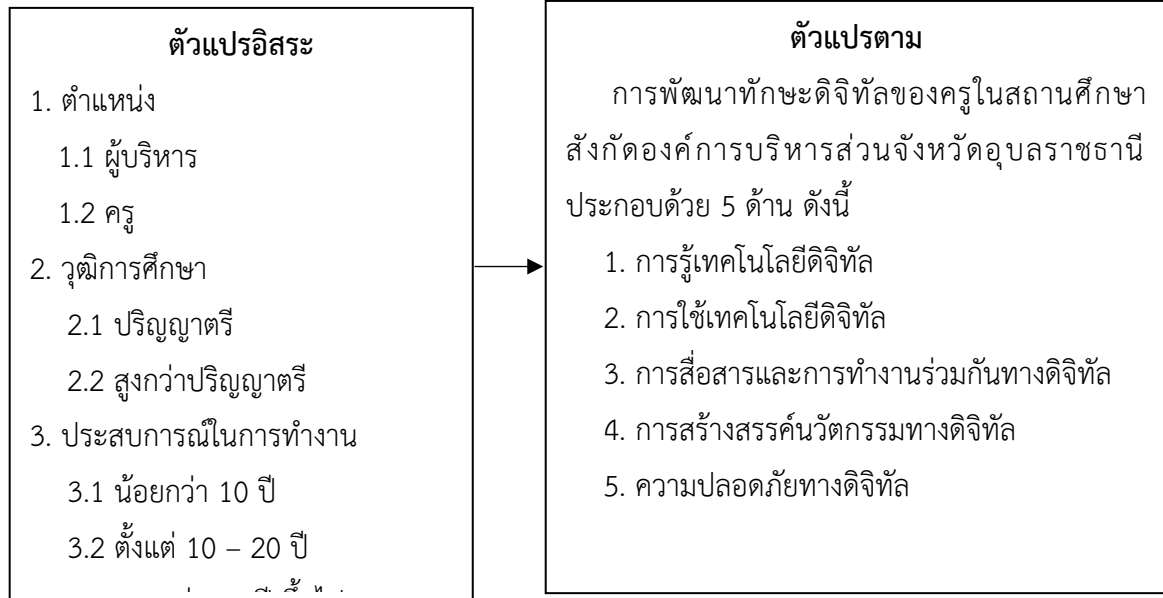 ตัวแปรอิสระ
1. ตำแหน่ง
1.1 ผู้บริหาร
1.2 ครู
2. วุฒิการศึกษา
2.1 ปริญญาตรี
2.2 สูงกว่าปริญญาตรี
3. ประสบการณ์ในการทำงาน
3.1 น้อยกว่า 10 ปี
3.2 ตั้งแต่ 10 – 20 ปี
ตัวแปรตาม
การพัฒนาทักษะดิจิทัลของครูในสถานศึกษา
สังกัดองค์การบริหารส่วนจังหวัดอุบลราชธานี
ประกอบด้วย 5 ด้าน ดังนี้
1. การรู้เทคโนโลยีดิจิทัล
2. การใช้เทคโนโลยีดิจิทัล
3. การสื่อสารและการทำงานร่วมกันทางดิจิทัล
4. การสร้างสรรค์นวัตกรรมทางดิจิทัล
5. ความปลอดภัยทางดิจิทัล